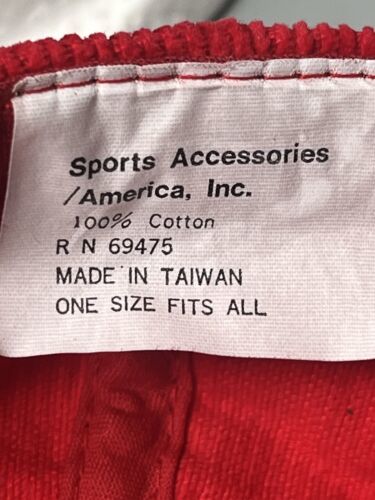 Sports Accessories
/America, Inc.
100% Cotton
R N 69475
MADE IN TAIWAN
ONE SIZE FITS ALL